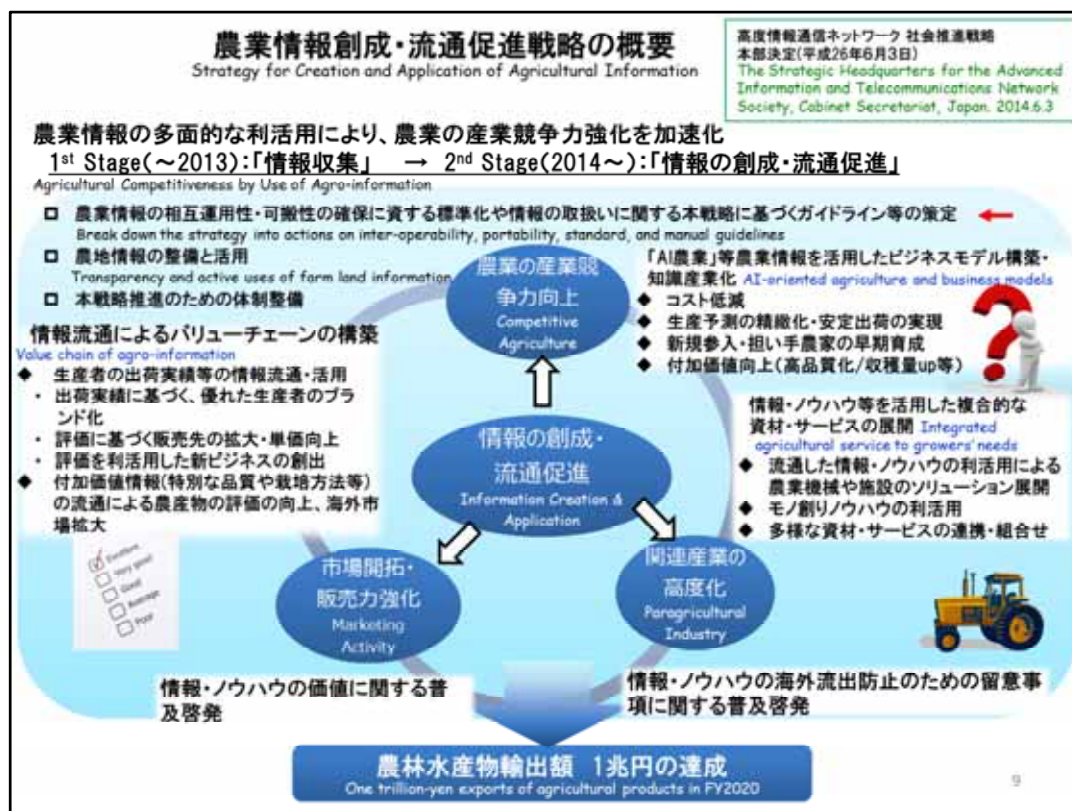 農業情報創成・流通促進戦略の概要
Strategy for Creation and Application of Agricultural Information
高度情報通信ネットワーク 社会推進戦略
本部決定(平成26年6月3日)
The Strategic Headquarters for the Advanced
Information and Telecommunications Network
Society, Cabinet Secretariat, Japan. 2014.6.3
農業情報の多面的な利活用により、農業の産業競争力強化を加速化
1st Stage(～2013):「情報収集」 → 2nd Stage(2014～):「情報の創成・流通促進」
Agricultural Competitiveness by Use of Agro-information
□ 農業情報の相互運用性・可搬性の確保に資する標準化や情報の取扱いに関する本戦略に基づくガイドライン等の策定
Break down the strategy into actions on inter-operability, portability, standard, and manual guidelines
□ 農地情報の整備と活用
Transparency and active uses of farm land information
□ 本戦略推進のための体制整備
農業の産業競
争力向上
Competitive
Agriculture
「AI農業」等農業情報を活用したビジネスモデル構築・
知識産業化 AI-oriented agriculture and business models
◆ コスト低減
◆ 生産予測の精緻化・安定出荷の実現
◆ 新規参入・担い手農家の早期育成
◆ 付加価値向上(高品質化/収穫量up等)
情報流通によるバリューチェーンの構築
Value chain of agro-information
◆ 生産者の出荷実績等の情報流通・活用
・ 出荷実績に基づく、優れた生産者のブラ
ンド化
・ 評価に基づく販売先の拡大・単価向上
・ 評価を利活用した新ビジネスの創出
◆ 付加価値情報(特別な品質や栽培方法等)
の流通による農産物の評価の向上、海外市
場拡大
情報の創成・
流通促進
Information Creation &
Application
情報・ノウハウ等を活用した複合的な
資材・サービスの展開 Integrated
agricultural service to growers' needs
◆ 流通した情報・ノウハウの利活用による
農業機械や施設のソリューション展開
◆ モノ創りノウハウの利活用
◆ 多様な資材・サービスの連携・組合せ
Excellent
Very good
Good
Average
Poor
市場開拓・
販売力強化
Marketing
Activity
関連産業の
高度化
Paragricultural
Industry
情報・ノウハウの価値に関する普
及啓発
情報・ノウハウの海外流出防止のための留意事
項に関する普及啓発
農林水産物輸出額 1兆円の達成
One trillion-yen exports of agricultural products in FY2020
9